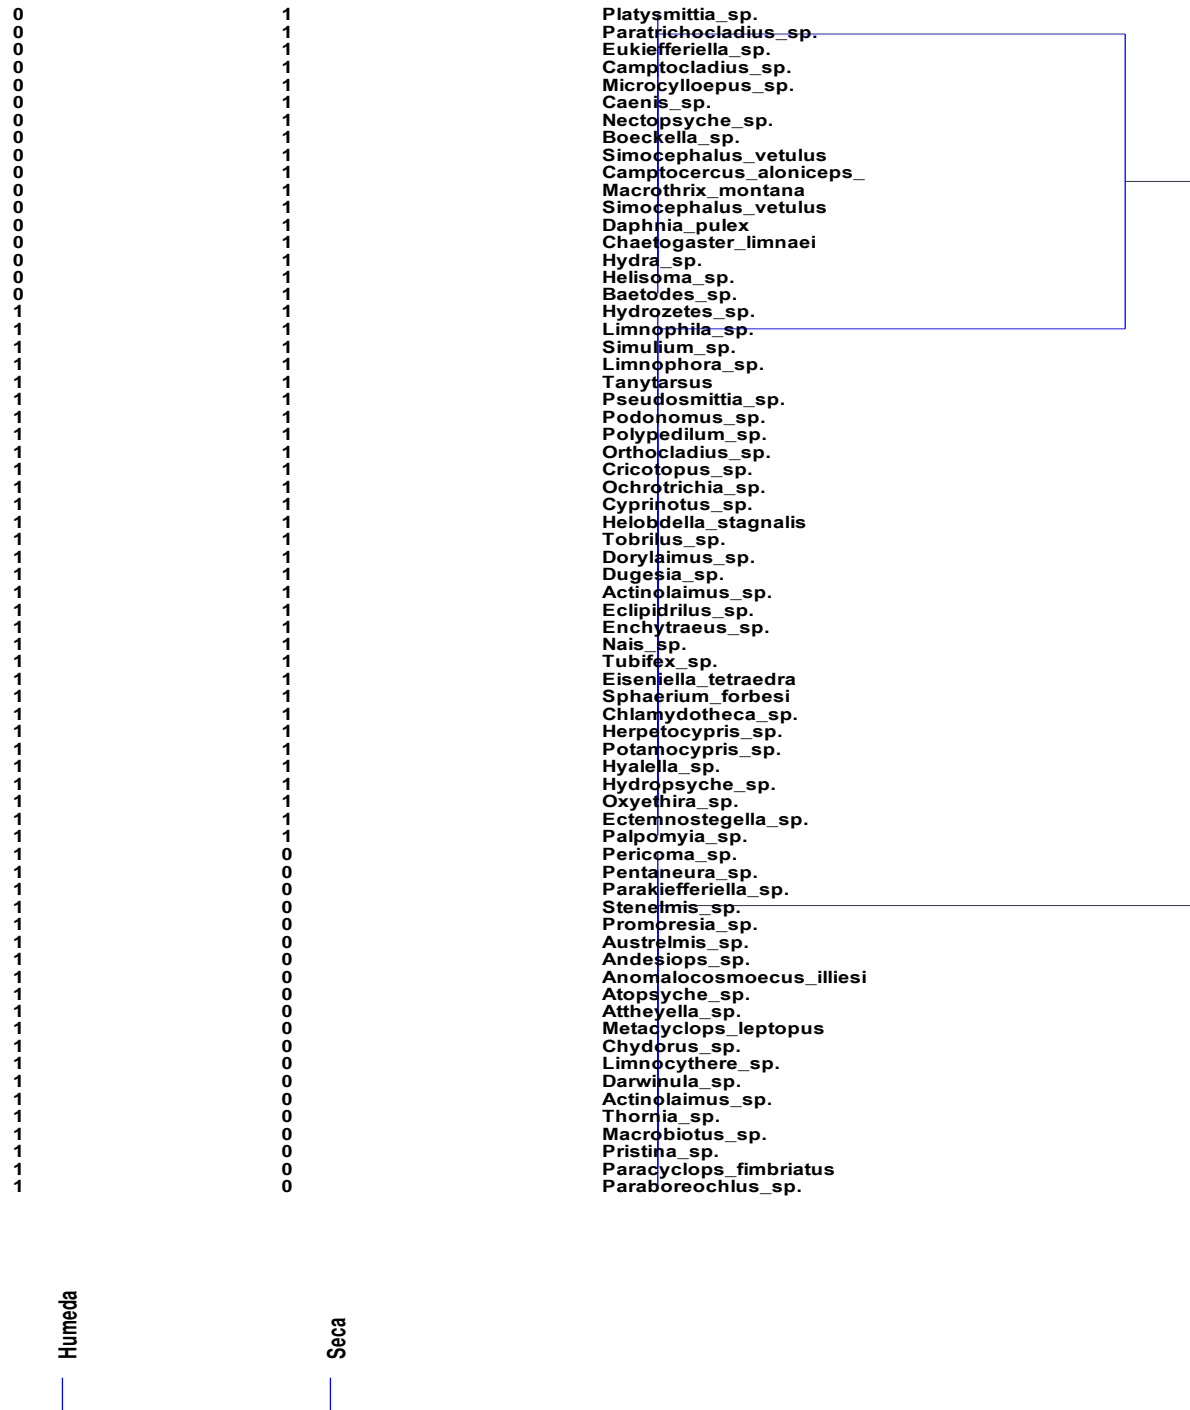 0 1 Platysmittia_sp.
0 1 Paratrichocladius_sp.
0 1 Eukiefferiella_sp.
0 1 Camptocladius_sp.
0 1 Microcylloepus_sp.
0 1 Caenis_sp.
0 1 Nectopsyche_sp.
0 1 Boeckella_sp.
0 1 Simocephalus_vetulus
0 1 Camptocercus_aloniceps_
0 1 Macrothrix_montana
0 1 Simocephalus_vetulus
0 1 Daphnia_pulex
0 1 Chaetogaster_limnaei
0 1 Hydra_sp.
0 1 Helisoma_sp.
0 1 Baetodes_sp.
1 1 Hydrozetes_sp.
1 1 Limnophila_sp.
1 1 Simulium_sp.
1 1 Limnophora_sp.
1 1 Tanytarsus
1 1 Pseudosmittia_sp.
1 1 Podonomus_sp.
1 1 Polypedilum_sp.
1 1 Orthocladius_sp.
1 1 Cricotopus_sp.
1 1 Ochrotrichia_sp.
1 1 Cyprinotus_sp.
1 1 Helobdella_stagnalis
1 1 Tobrilus_sp.
1 1 Dorylaimus_sp.
1 1 Dugesia_sp.
1 1 Actinolaimus_sp.
1 1 Eclipidrilus_sp.
1 1 Enchytraeus_sp.
1 1 Nais_sp.
1 1 Tubifex_sp.
1 1 Eiseniella_tetraedra
1 1 Sphaerium_forbesi
1 1 Chlamydotheca_sp.
1 1 Herpetocypris_sp.
1 1 Potamocypris_sp.
1 1 Hyalella_sp.
1 1 Hydropsyche_sp.
1 1 Oxyethira_sp.
1 1 Ectemnostegella_sp.
1 1 Palpomyia_sp.
1 0 Pericoma_sp.
1 0 Pentaneura_sp.
1 0 Parakiefferiella_sp.
1 0 Stenelmis_sp.
1 0 Promoresia_sp.
1 0 Austrelmis_sp.
1 0 Andesiops_sp.
1 0 Anomalocosmoecus_illiesi
1 0 Atopsyche_sp.
1 0 Attheyella_sp.
1 0 Metacyclops_leptopus
1 0 Chydorus_sp.
1 0 Limnocythere_sp.
1 0 Darwinula_sp.
1 0 Actinolaimus_sp.
1 0 Thornia_sp.
1 0 Macrobiotus_sp.
1 0 Pristina_sp.
1 0 Paracyclops_fimbriatus
1 0 Paraboreochlus_sp.
Humeda
Seca